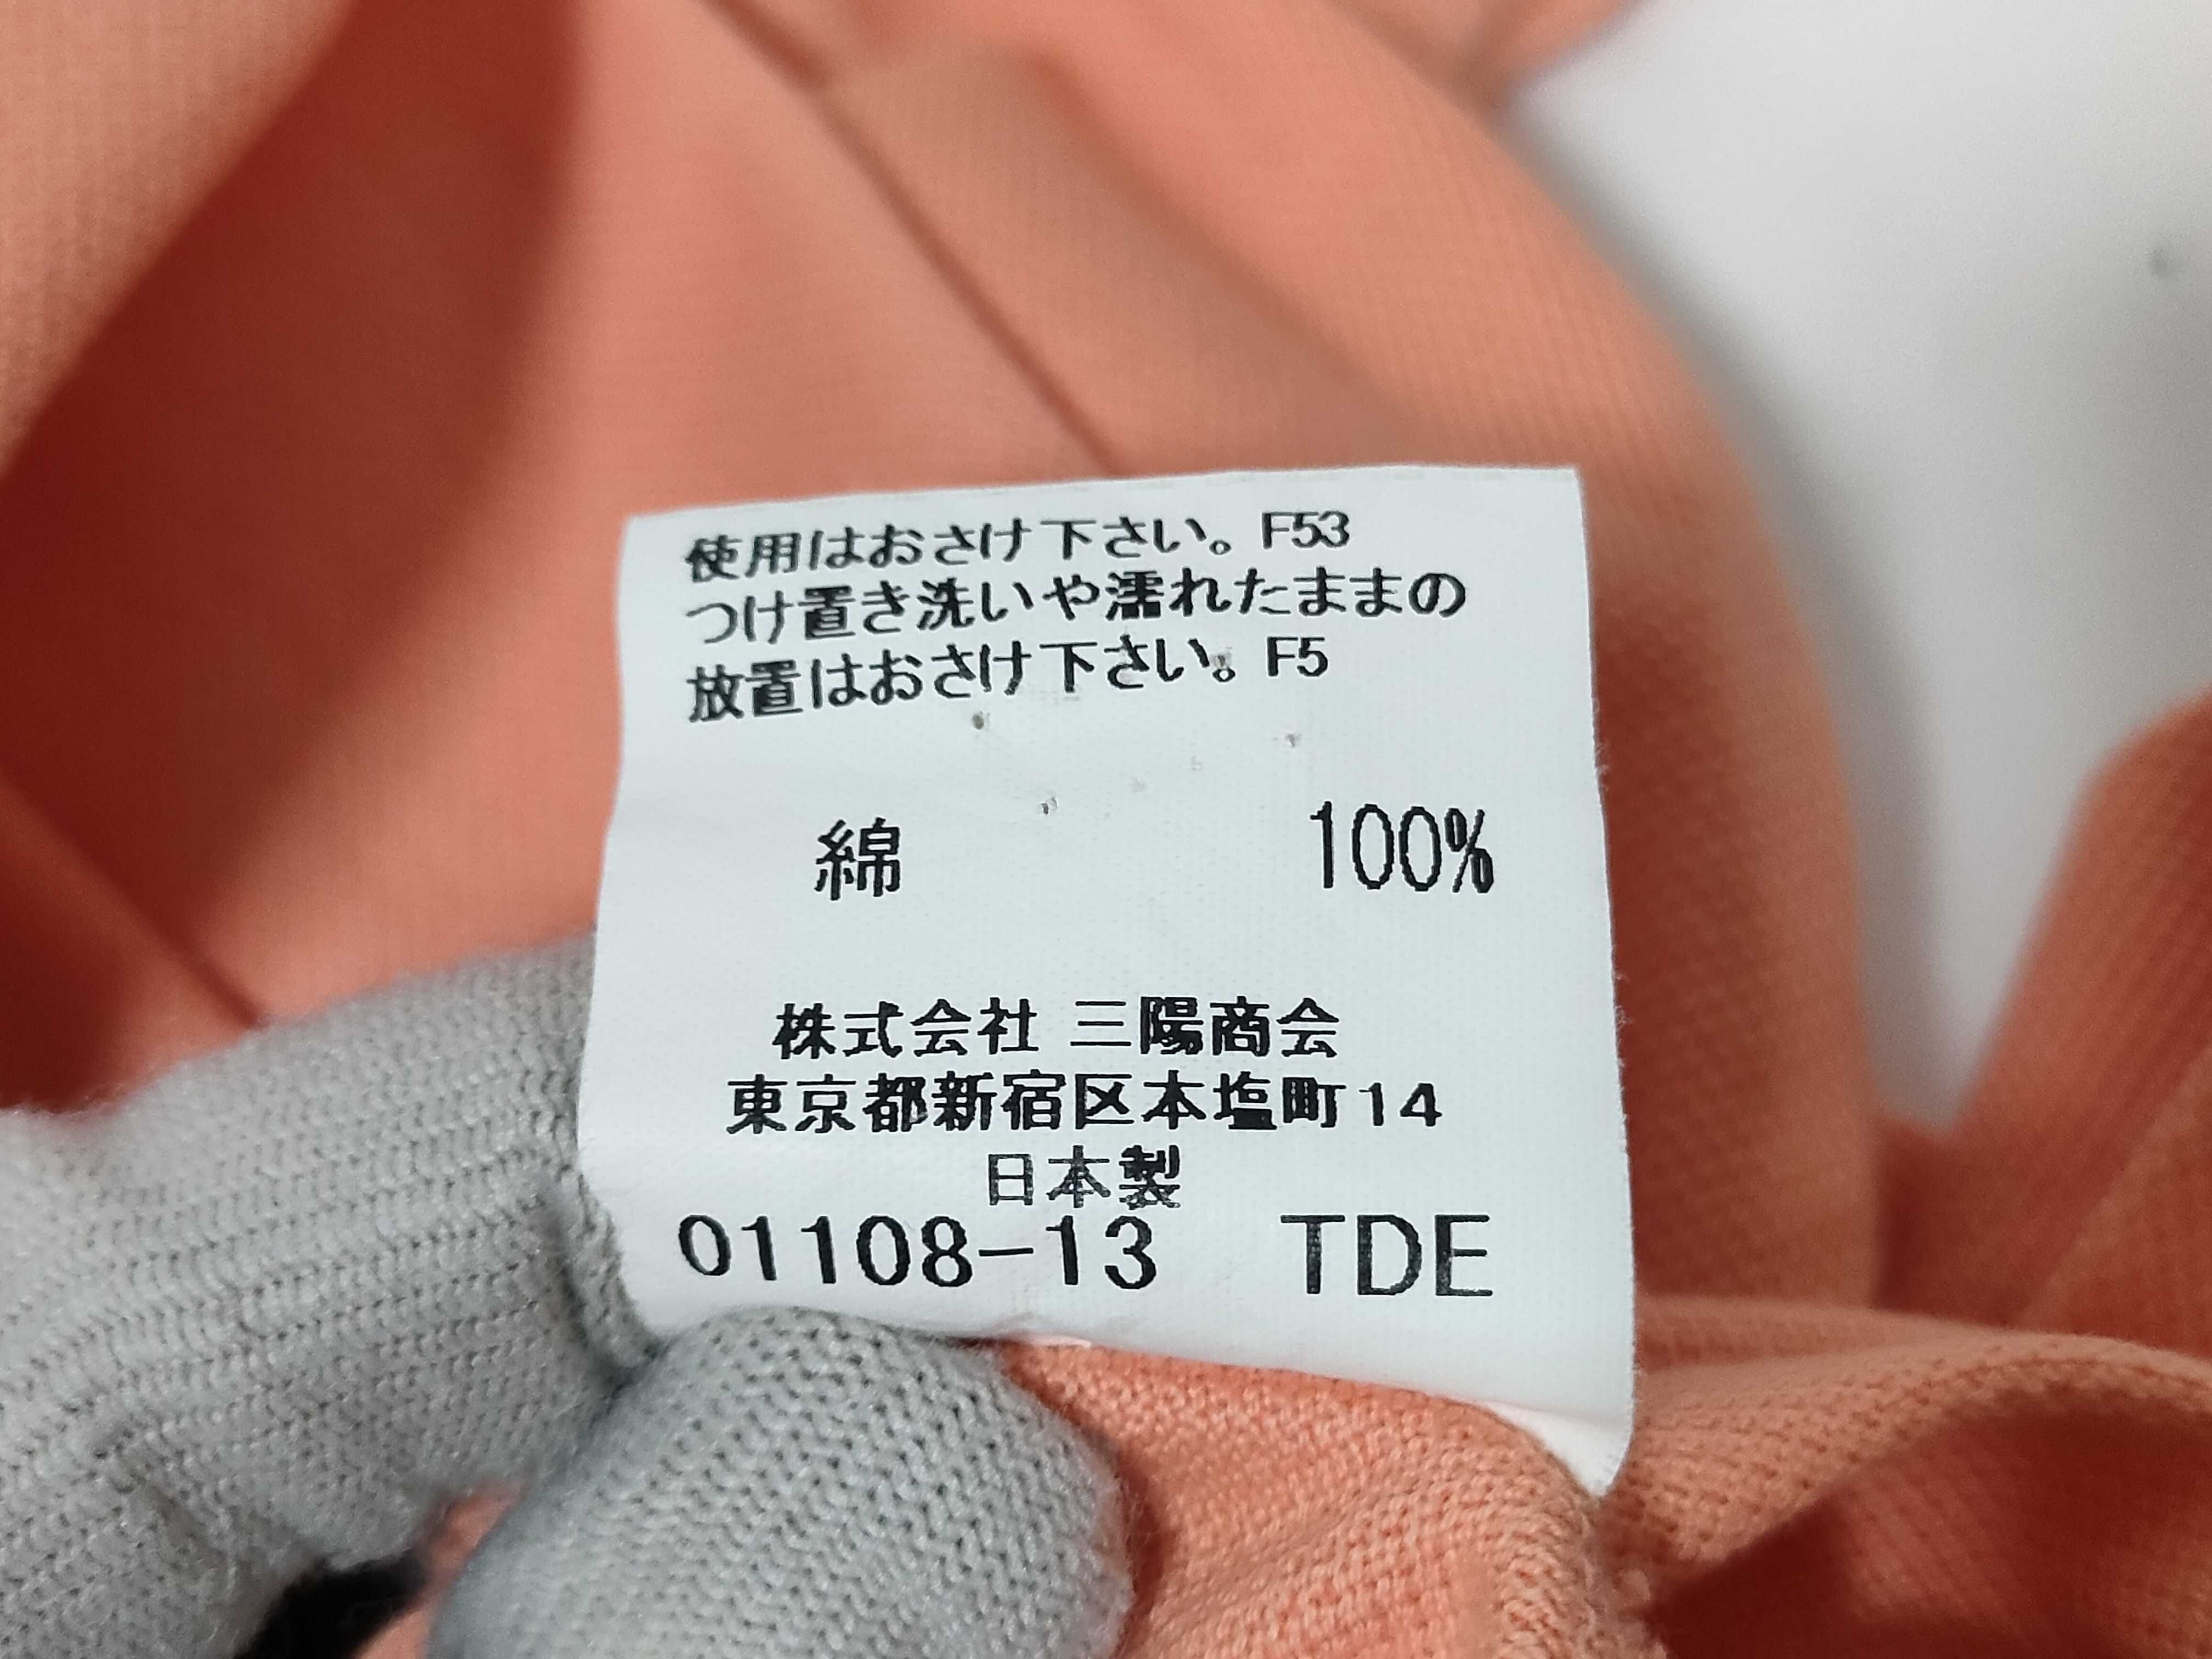 使用はおさけ下さい。F53
つけ置き洗いや濡れたままの
放置はおさけ下さい。F5
綿 100%
株式会社 三陽商会
東京都新宿区本塩町14
日本製
01108-13 TDE